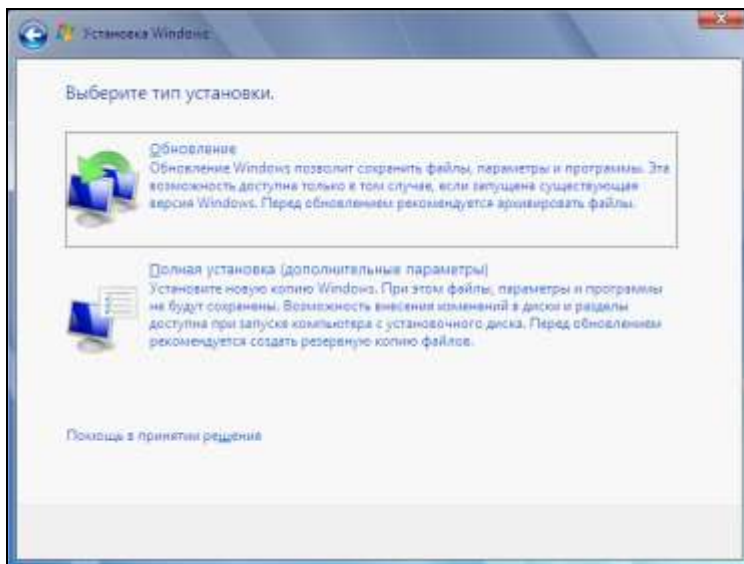 Установка Windows
Выберите тип установки.
Обновление
Обновление Windows позволит сохранить файлы, параметры и программы. Эта
возможность доступна только в том случае, если запущена существующая
версия Windows. Перед обновлением рекомендуется архивировать файлы.
Полная установка (дополнительные параметры)
Установите новую копию Windows. При этом файлы, параметры и программы
не будут сохранены. Возможность внесения изменений в диски и разделы
доступна при запуске компьютера с установочного диска. Перед обновлением
рекомендуется создать резервную копию файлов.
Помощь в принятии решения